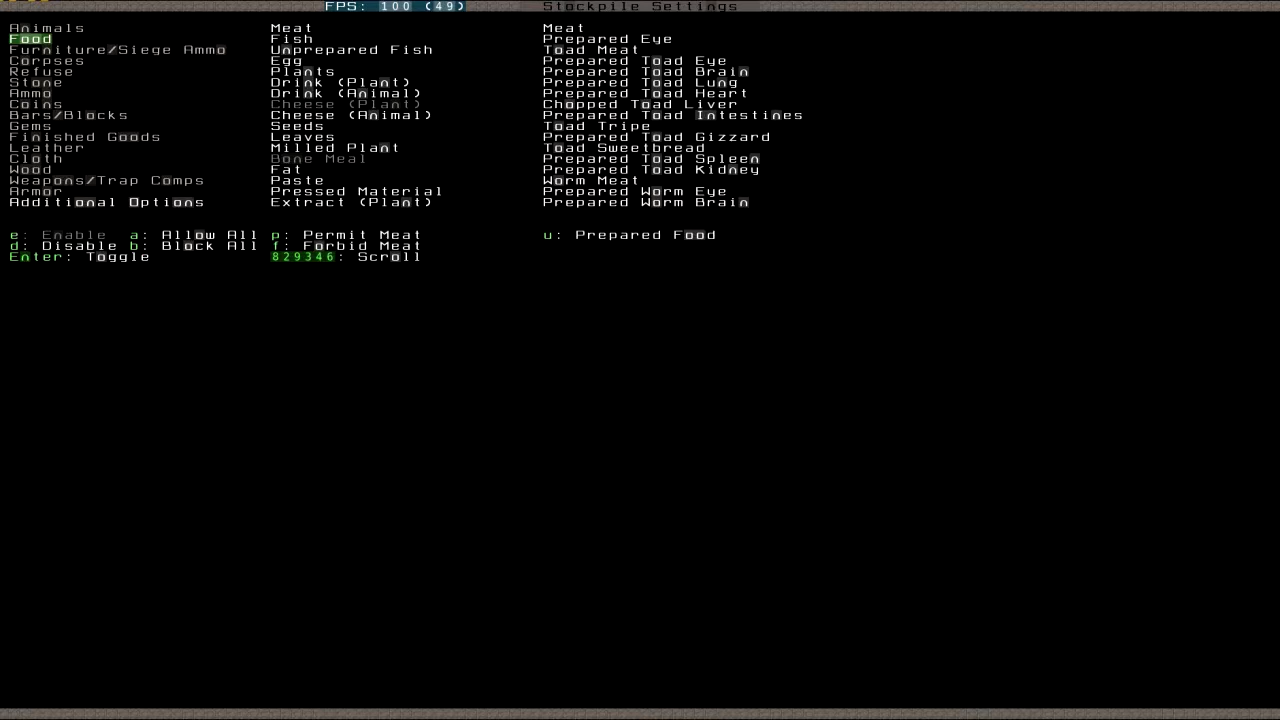 FPS: 100 (49) Stockpile Settings
Animals Meat Meat
Food Fish Prepared Eye
Furniture/Siege Ammo Unprepared Fish Toad Meat
Corpses Egg Prepared Toad Eye
Refuse Plants Prepared Toad Brain
Stone Drink (Plant) Prepared Toad Lung
Ammo Drink (Animal) Prepared Toad Heart
Coins Cheese (Plant) Chopped Toad Liver
Bars/Blocks Cheese (Animal) Prepared Toad Intestines
Gems Seeds Toad Tripe
Finished Goods Leaves Prepared Toad Gizzard
Leather Milled Plant Toad Sweetbread
Cloth Bone Meal Prepared Toad Spleen
Wood Fat Prepared Toad Kidney
Weapons/Trap Comps Paste Worm Meat
Armor Pressed Material Prepared Worm Eye
Additional Options Extract (Plant) Prepared Worm Brain
e: Enable a: Allow All p: Permit Meat u: Prepared Food
d: Disable b: Block All f: Forbid Meat
Enter: Toggle 829346: Scroll